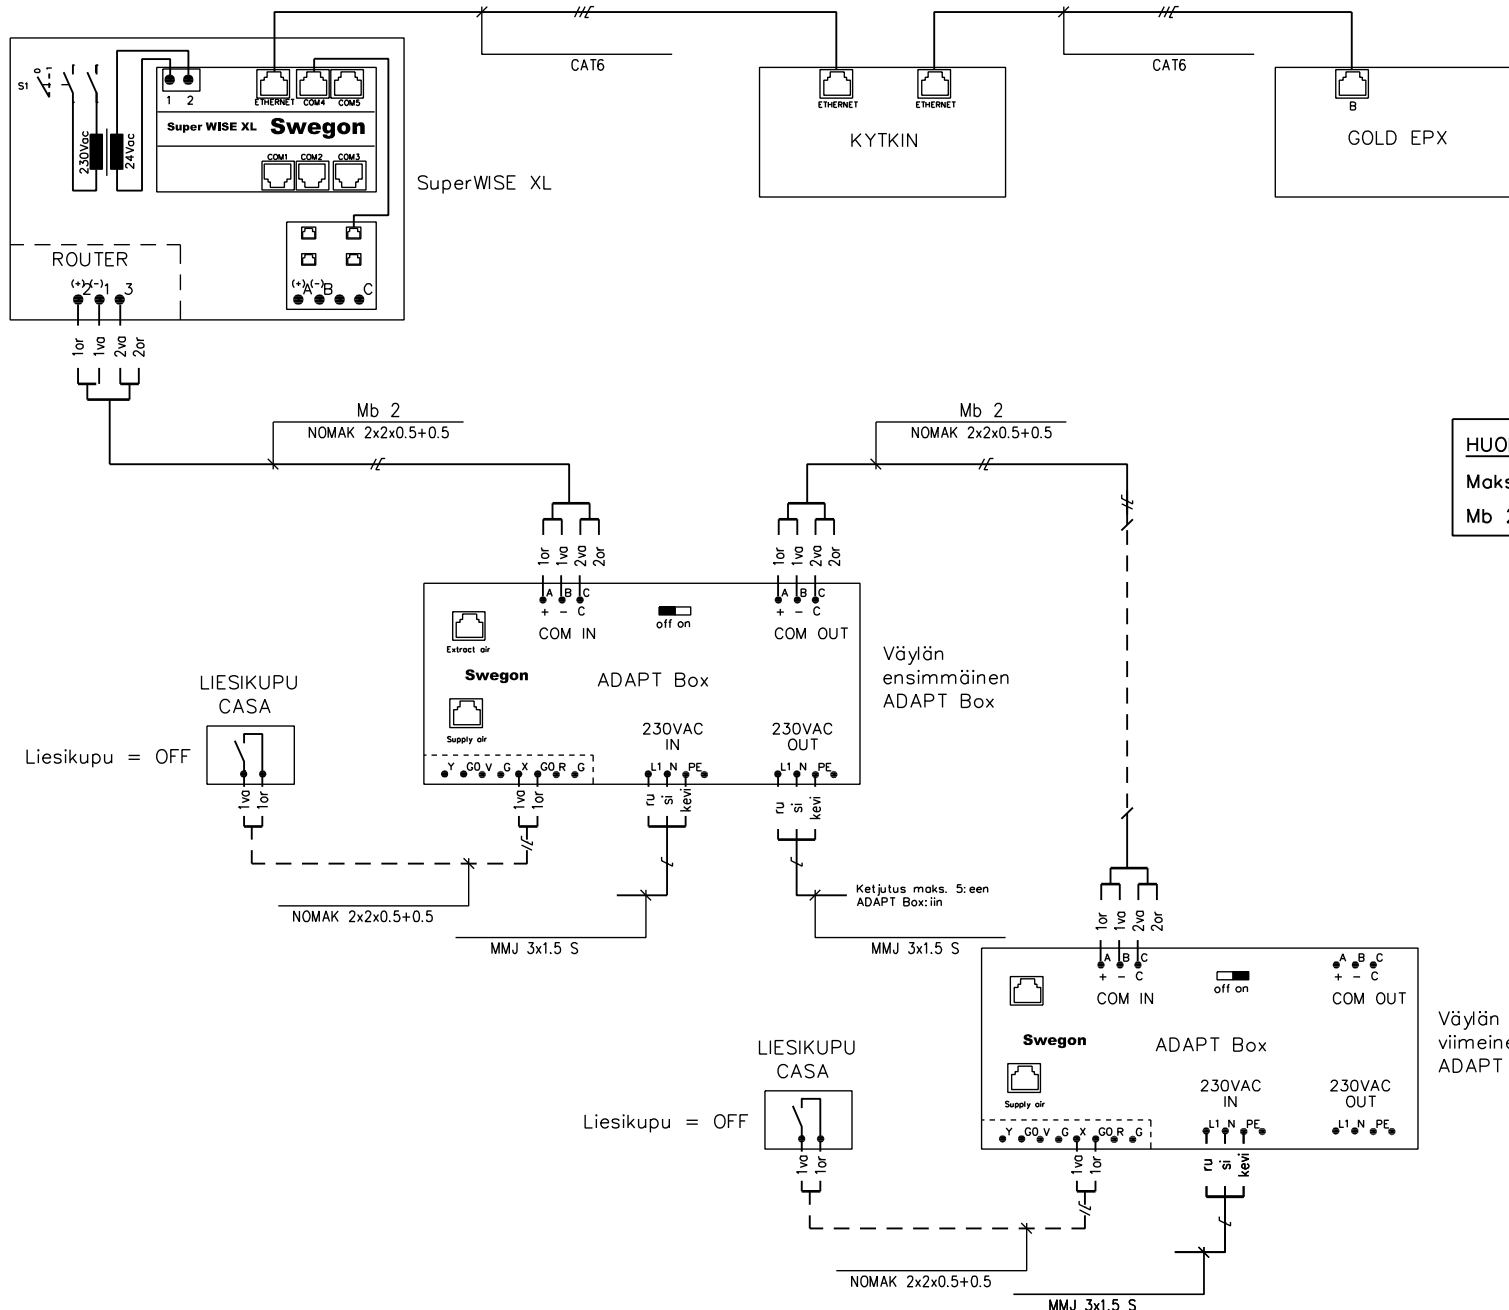 CAT6
CAT6
S1
0
1
230Vac
24Vac
1 2
ETHERNET COM4 COM5
Super WISE XL Swegon
COM1 COM2 COM3
SuperWISE XL
ETHERNET ETHERNET
KYTKIN
B
GOLD EPX
ROUTER
(+)2 (-)1 3
(+)A (-)B C
1or 1va 2va 2or
Mb 2
NOMAK 2x2x0.5+0.5
Mb 2
NOMAK 2x2x0.5+0.5
Mb
1or 1va 2va 2or
1or 1va 2va 2or
A B C
+ - C
COM IN
off on
A B C
+ - C
COM OUT
Extract air
Swegon
ADAPT Box
Supply air
230VAC
IN
230VAC
OUT
Y G0 V G X G0 R G
L1 N PE
L1 N PE
Väylän
ensimmäinen
ADAPT Box
LIESIKUPU
CASA
Liesikupu = OFF
1va 1or
1va 1or
ru si kevi
ru si kevi
NOMAK 2x2x0.5+0.5
MMJ 3x1.5 S
Ketjutus maks. 5:een
ADAPT Box:iin
MMJ 3x1.5 S
1or 1va 2va 2or
A B C
+ - C
COM IN
off on
A B C
+ - C
COM OUT
Swegon
ADAPT Box
Supply air
230VAC
IN
230VAC
OUT
Y G0 V G X G0 R G
L1 N PE
L1 N PE
Väylän
ADAPT
LIESIKUPU
CASA
Liesikupu = OFF
1va 1or
1va 1or
ru si kevi
NOMAK 2x2x0.5+0.5
MMJ 3x1.5 S